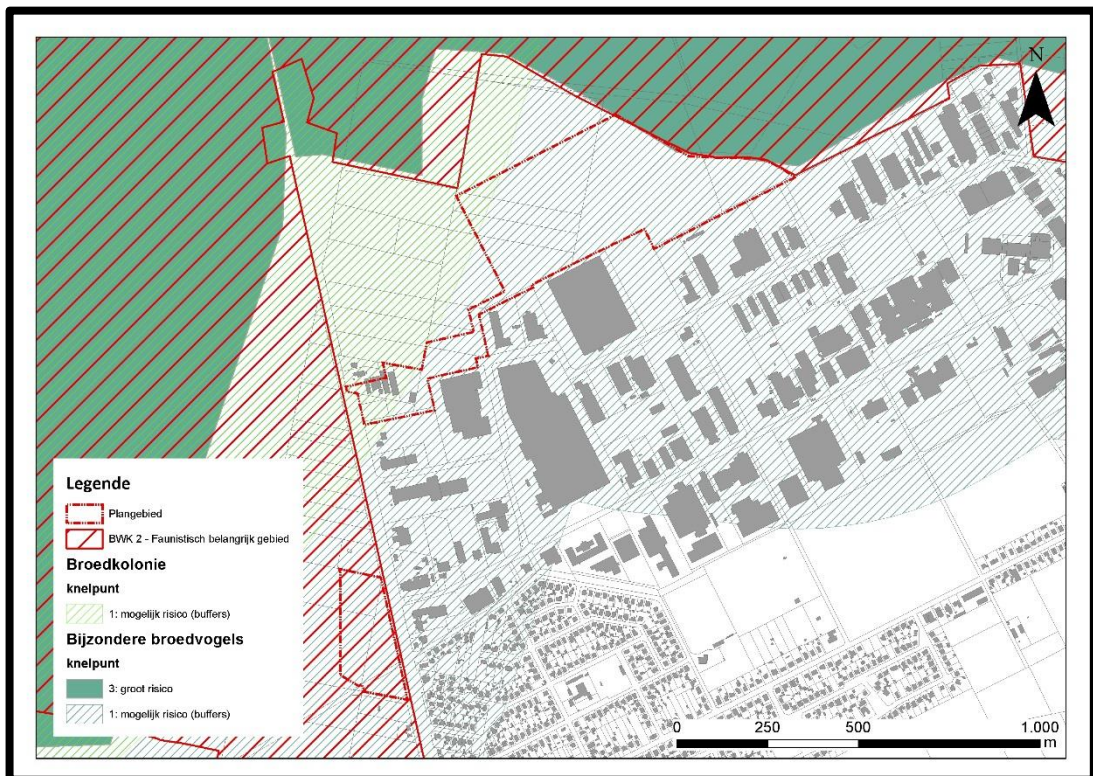 N
Legende
Plangebied
BWK 2 - Faunistisch belangrijk gebied
Broedkolonie
knelpunt
1: mogelijk risico (buffers)
Bijzondere broedvogels
knelpunt
3: groot risico
1: mogelijk risico (buffers)
0 250 500 1.000
m